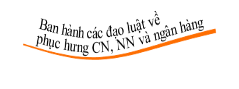 Ban hành các đạo luật về
phục hưng CN, NN và ngân hàng